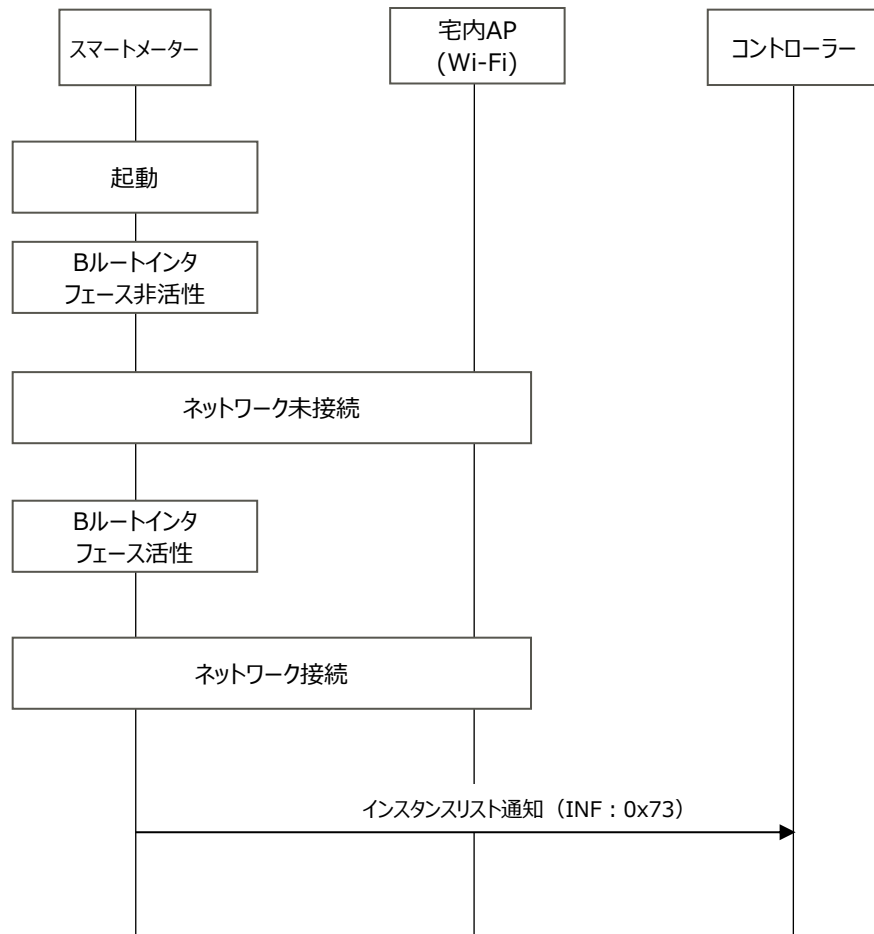 スマートメーター
宅内AP
(Wi-Fi)
コントローラー
起動
Bルートインタ
フェース非活性
ネットワーク未接続
Bルートインタ
フェース活性
ネットワーク接続
インスタンスリスト通知（INF：0x73）